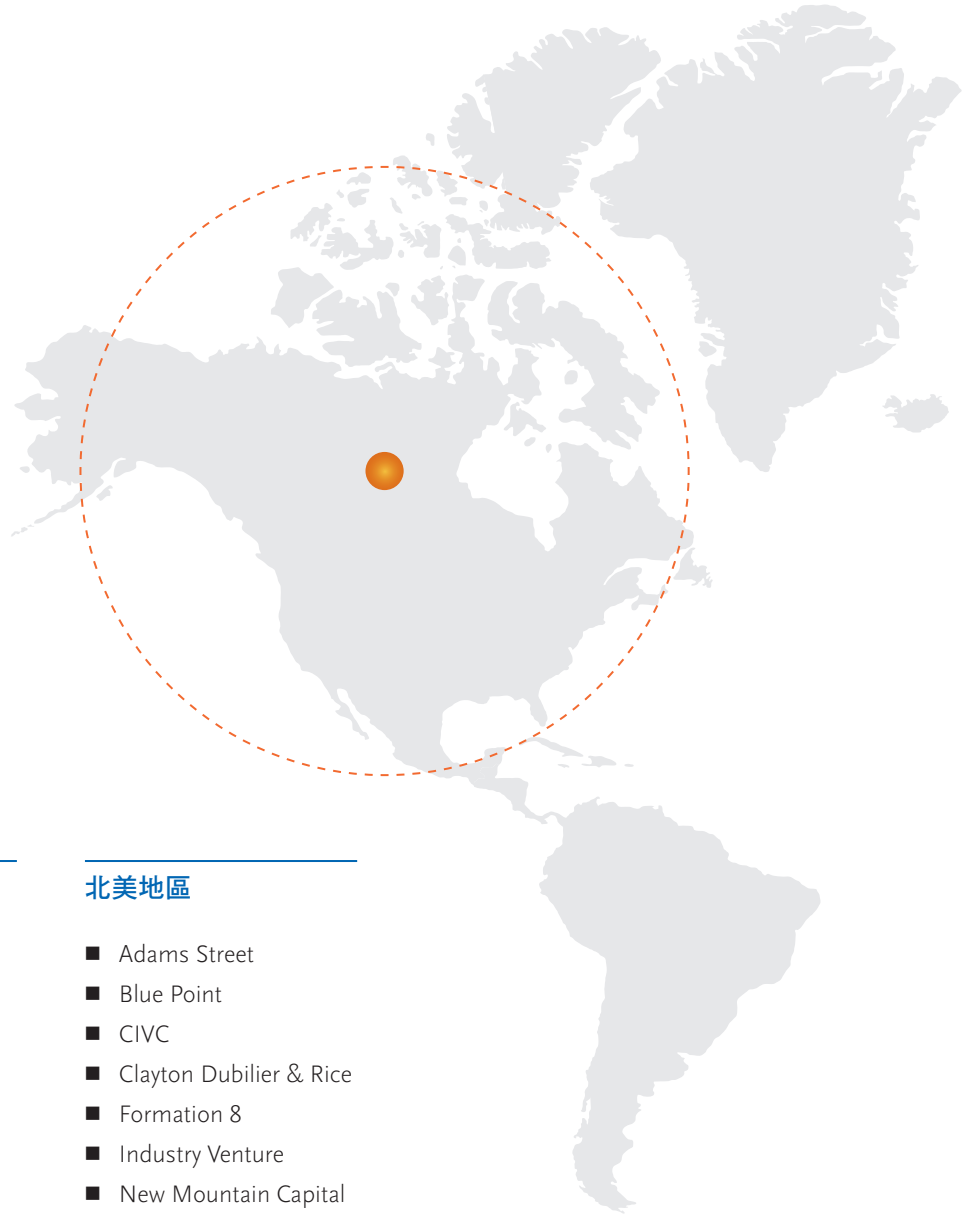 北美地區
■ Adams Street
■ Blue Point
■ CIVC
■ Clayton Dubilier & Rice
■ Formation 8
■ Industry Venture
■ New Mountain Capital